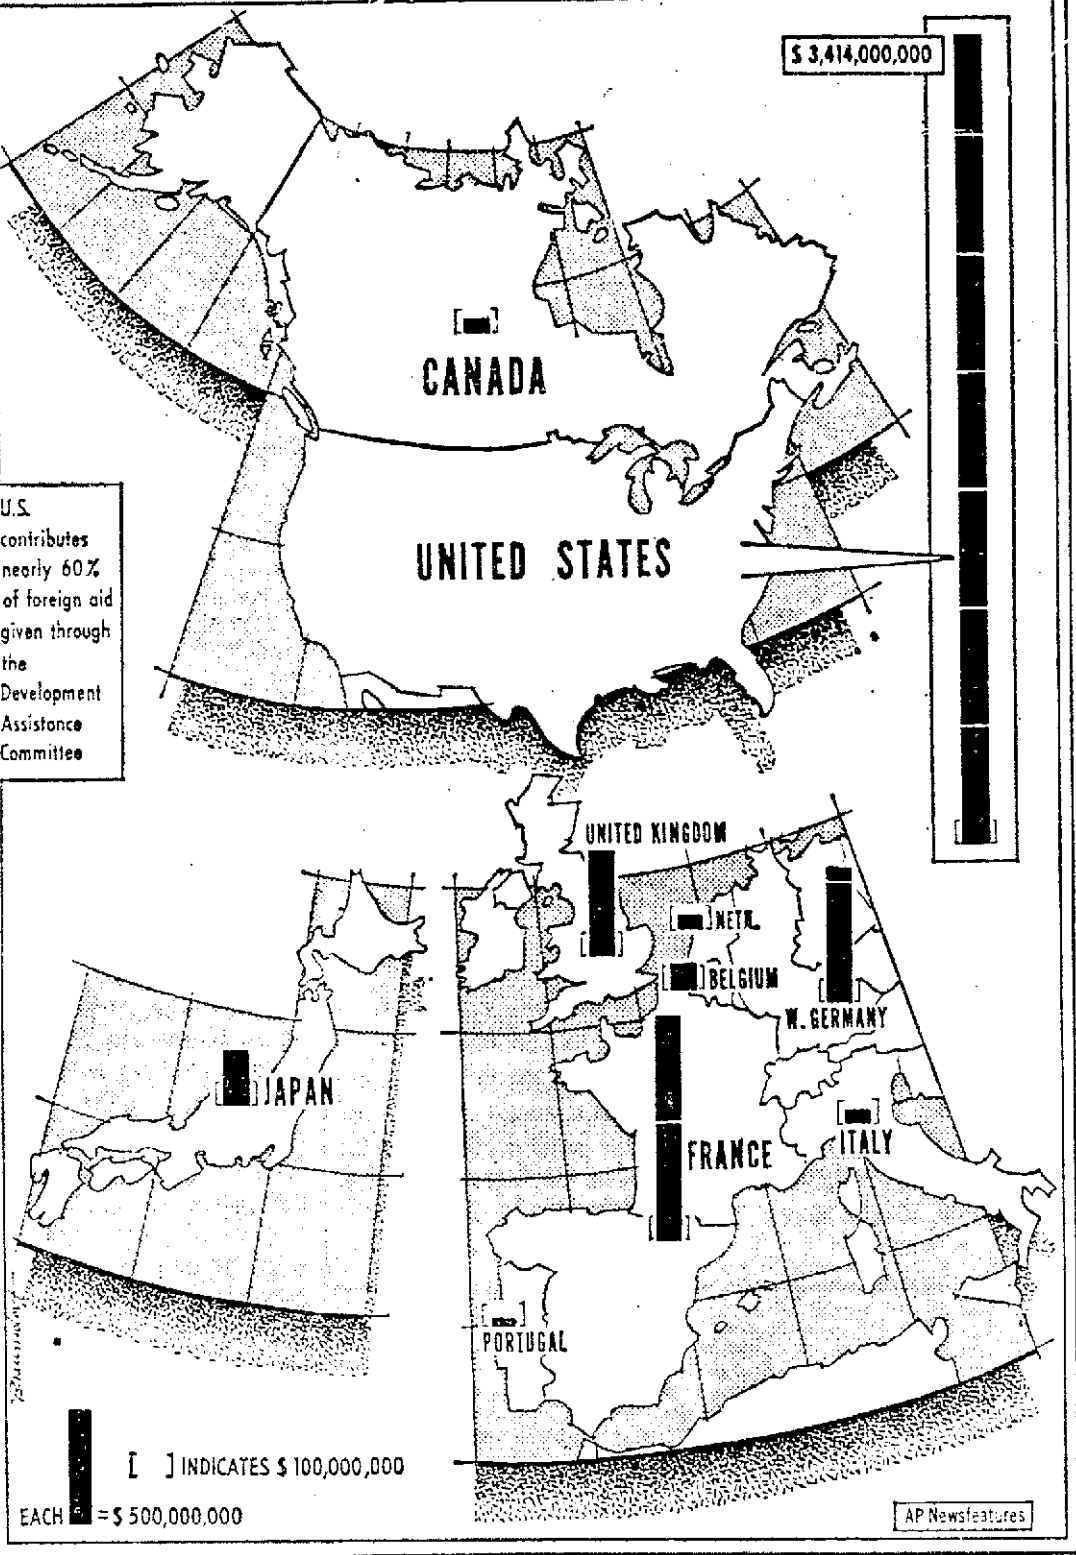 $ 3,414,000,000
CANADA
U.S.
contributes
nearly 60%
of foreign aid
given through
the
Development
Assistance
Committee
UNITED STATES
UNITED KINGDOM
NETH.
BELGIUM
W. GERMANY
JAPAN
FRANCE
ITALY
PORTUGAL
[ ] INDICATES $ 100,000,000
EACH = $ 500,000,000
AP Newsfeatures